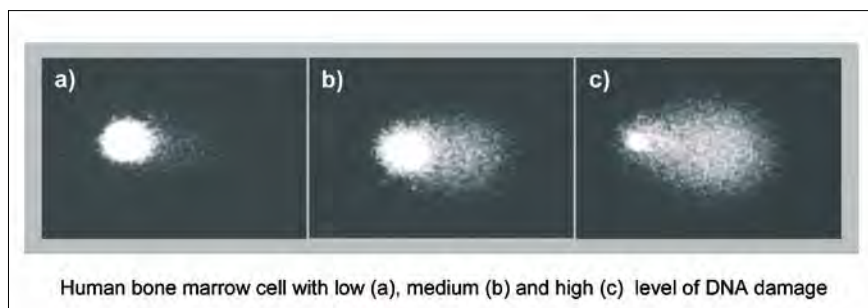 a)
b)
c)
Human bone marrow cell with low (a), medium (b) and high (c) level of DNA damage